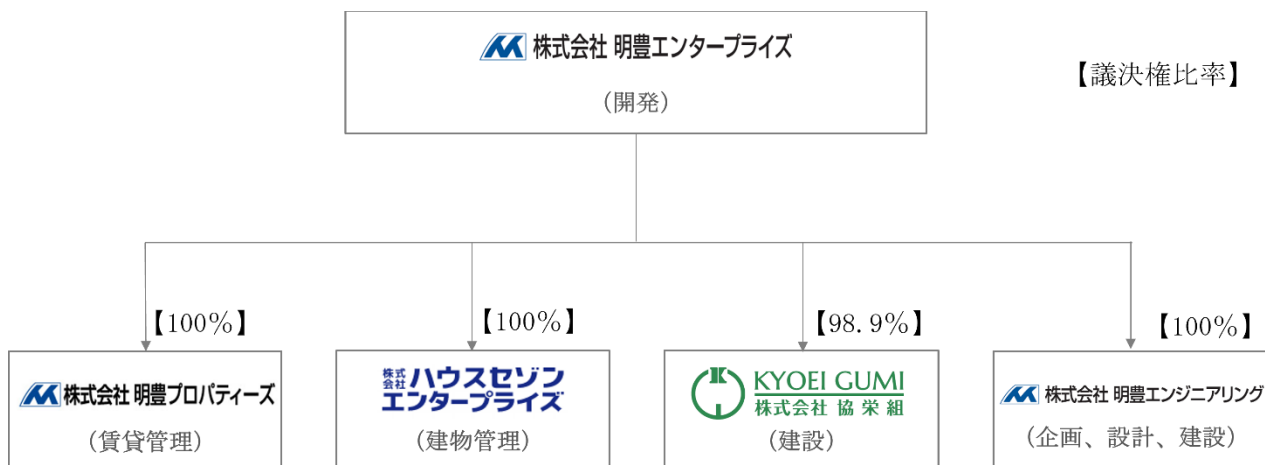 株式会社 明豊エンタープライズ
（開発）
【議決権比率】
【100%】
【100%】
【98.9%】
【100%】
株式会社 明豊プロパティーズ
（賃貸管理）
株式会社 ハウスセゾン
エンタープライズ
（建物管理）
KYOEI GUMI
株式会社 協栄組
（建設）
株式会社 明豊エンジニアリング
（企画、設計、建設）